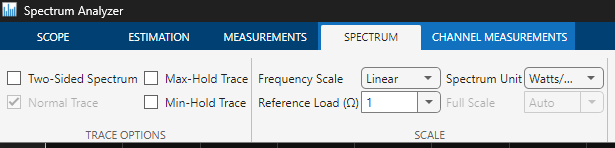 Spectrum Analyzer
SCOPE ESTIMATION MEASUREMENTS SPECTRUM CHANNEL MEASUREMENTS
Two-Sided Spectrum Max-Hold Trace Frequency Scale Linear Spectrum Unit Watts/...
Normal Trace Min-Hold Trace Reference Load (Ω) 1 Full Scale Auto
TRACE OPTIONS SCALE